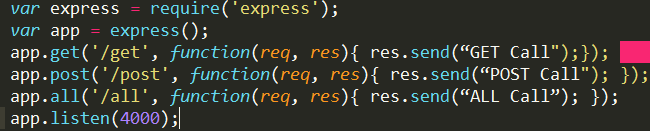 var express = require('express');
var app = express();
app.get('/get', function(req, res){ res.send(“GET Call");});
app.post('/post', function(req, res){ res.send(“POST Call"); });
app.all('/all', function(req, res){ res.send(“ALL Call”); });
app.listen(4000);